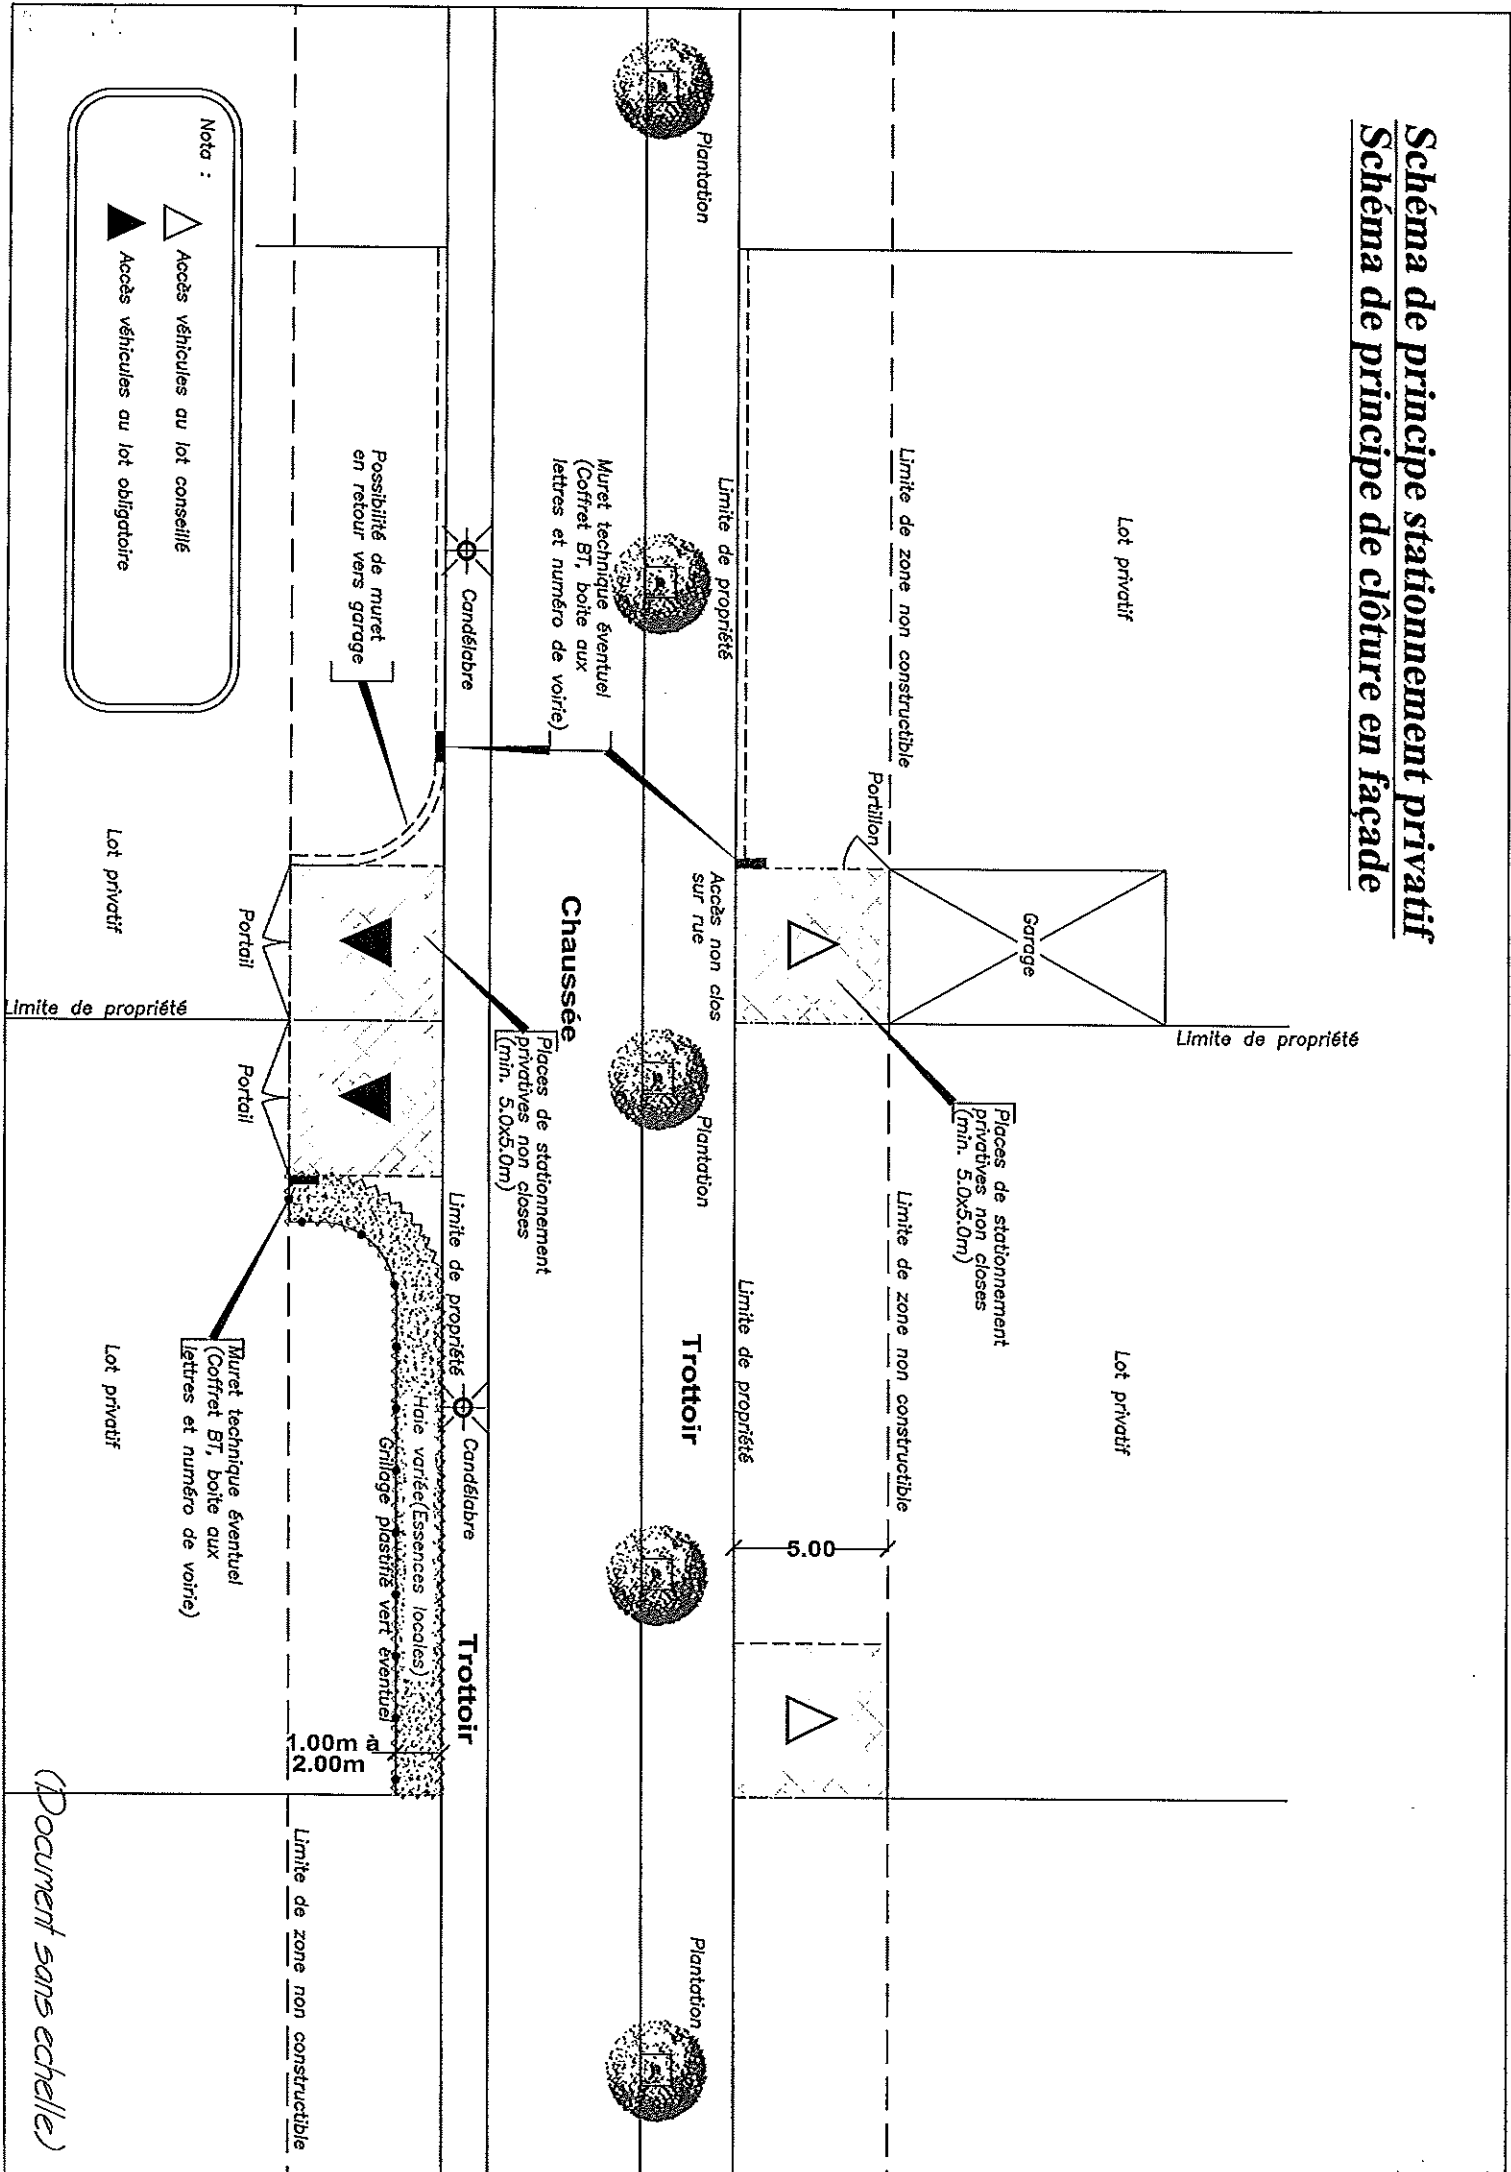 Schéma de principe stationnement privatif
Schéma de principe de clôture en façade
Lot privatif
Lot privatif
Garage
Limite de propriété
Places de stationnement
privatives non closes
(min. 5.0x5.0m)
Limite de zone non constructible
Limite de zone non constructible
Portillon
5.00
Limite de propriété
Accès non clos
sur rue
Limite de propriété
Plantation
Plantation
Plantation
Trottoir
Muret technique éventuel
(Coffret BT, boite aux
lettres et numéro de voirie)
Chaussée
Places de stationnement
privatives non closes
(min. 5.0x5.0m)
Candélabre
Limite de propriété
Candélabre
Trottoir
Haie variée(Essences locales)
Grillage plastifié vert éventuel
Possibilité de muret
en retour vers garage
1.00m à
2.00m
Limite de zone non constructible
Portail
Portail
Muret technique éventuel
(Coffret BT, boite aux
lettres et numéro de voirie)
Lot privatif
Limite de propriété
Lot privatif
Nota :
Accès véhicules au lot conseillé
Accès véhicules au lot obligatoire
(Document sans echelle)